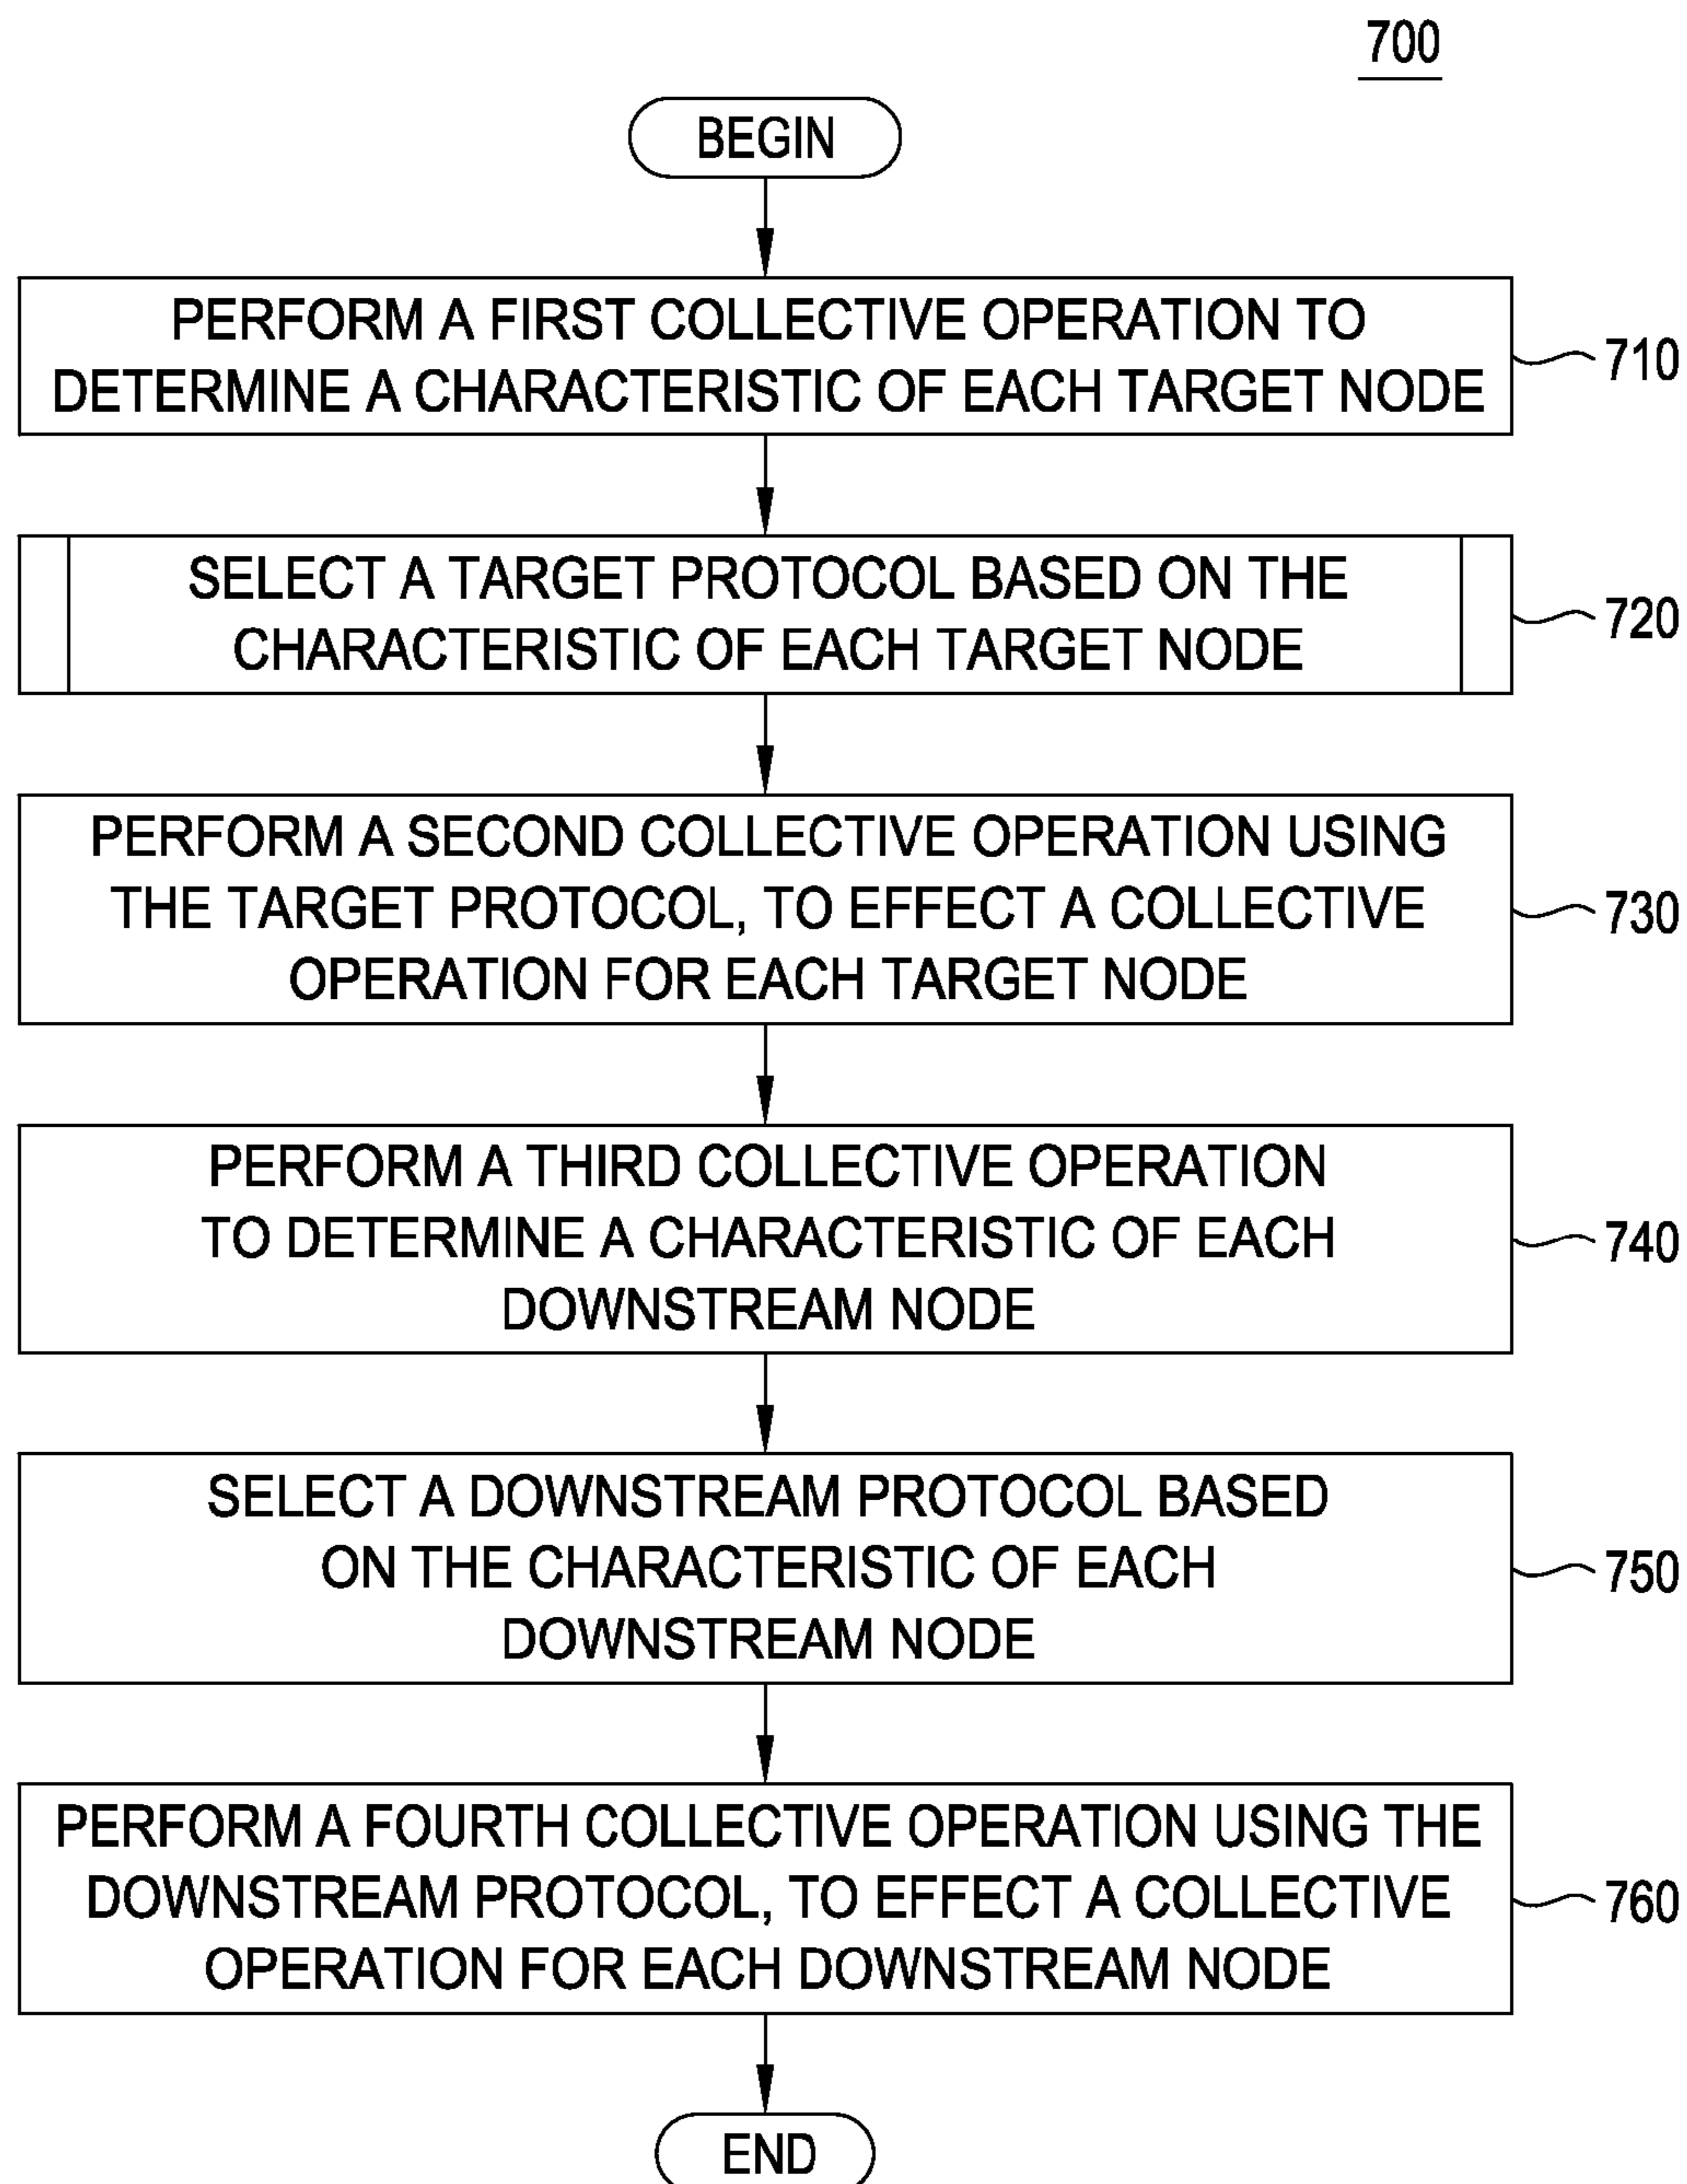 700
BEGIN
PERFORM A FIRST COLLECTIVE OPERATION TO
DETERMINE A CHARACTERISTIC OF EACH TARGET NODE
710
SELECT A TARGET PROTOCOL BASED ON THE
CHARACTERISTIC OF EACH TARGET NODE
720
PERFORM A SECOND COLLECTIVE OPERATION USING
THE TARGET PROTOCOL, TO EFFECT A COLLECTIVE
OPERATION FOR EACH TARGET NODE
730
PERFORM A THIRD COLLECTIVE OPERATION
TO DETERMINE A CHARACTERISTIC OF EACH
DOWNSTREAM NODE
740
SELECT A DOWNSTREAM PROTOCOL BASED
ON THE CHARACTERISTIC OF EACH
DOWNSTREAM NODE
750
PERFORM A FOURTH COLLECTIVE OPERATION USING THE
DOWNSTREAM PROTOCOL, TO EFFECT A COLLECTIVE
OPERATION FOR EACH DOWNSTREAM NODE
760
END